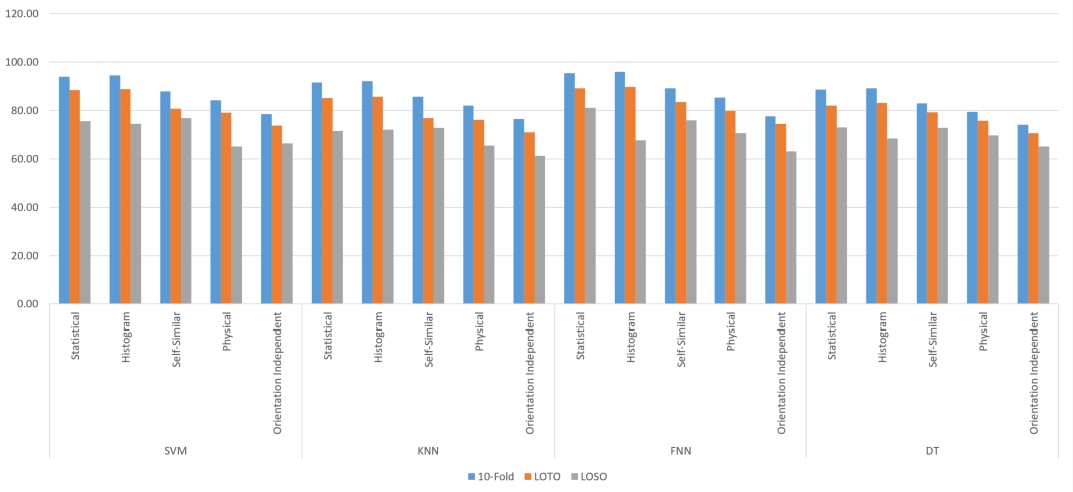 120.00
100.00
80.00
60.00
40.00
20.00
0.00
Statistical
Histogram
Self-Similar
Physical
Orientation Independent
Statistical
Histogram
Self-Similar
Physical
Orientation Independent
Statistical
Histogram
Self-Similar
Physical
Orientation Independent
Statistical
Histogram
Self-Similar
Physical
Orientation Independent
SVM
KNN
FNN
DT
10-Fold
LOTO
LOSO